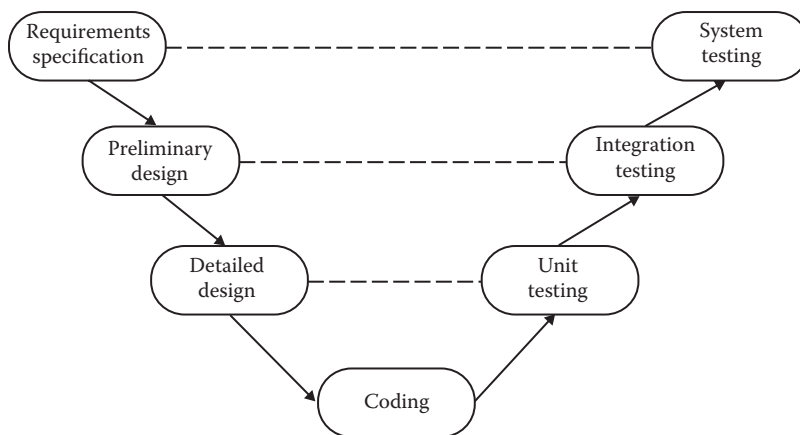 Requirements
specification
System
testing
Preliminary
design
Integration
testing
Detailed
design
Unit
testing
Coding